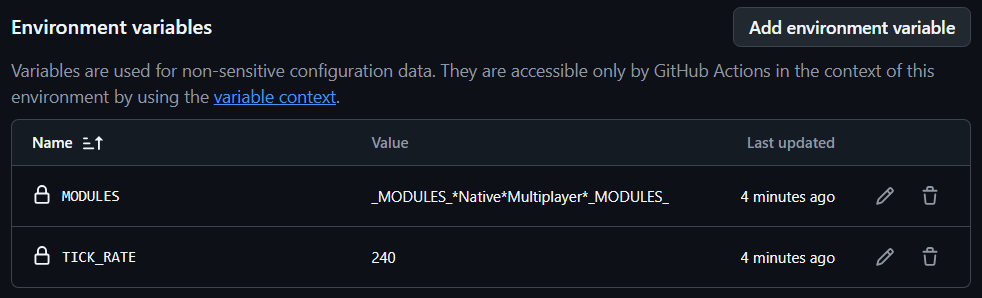 Environment variables
Add environment variable
Variables are used for non-sensitive configuration data. They are accessible only by GitHub Actions in the context of this
environment by using the variable context.
Name Value Last updated
MODULES _MODULES_*Native*Multiplayer*_MODULES_ 4 minutes ago
TICK_RATE 240 4 minutes ago